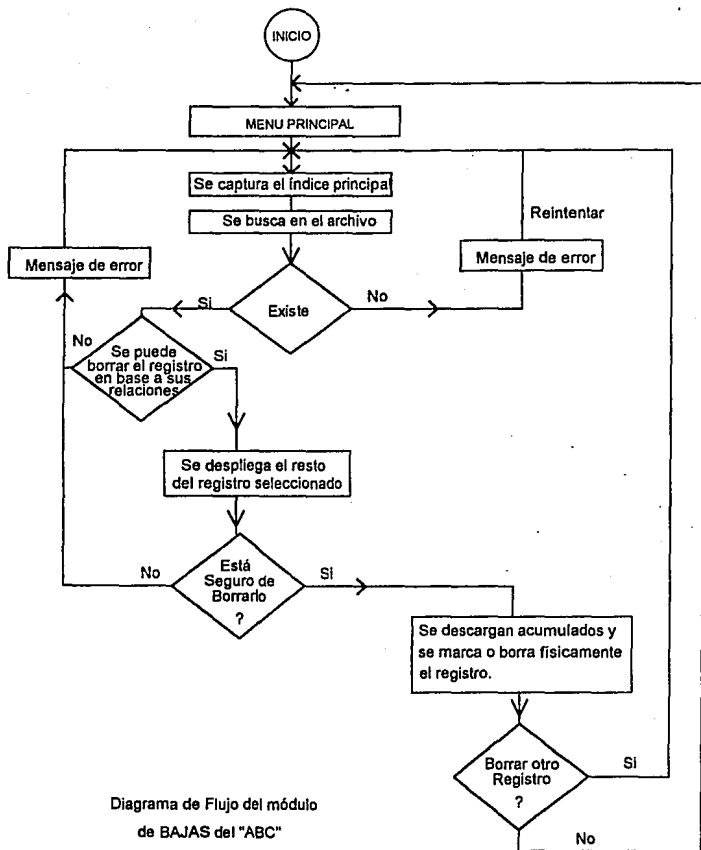 INICIO
MENU PRINCIPAL
Se captura el índice principal
Se busca en el archivo
Reintentar
Mensaje de error
Mensaje de error
Si
Existe
No
No
Se puede
borrar el registro
en base a sus
relaciones
Si
Se despliega el resto
del registro seleccionado
No
Está
Seguro de
Borrarlo
?
Si
Se descargan acumulados y
se marca o borra físicamente
el registro.
Borrar otro
Registro
?
Si
No
Diagrama de Flujo del módulo
de BAJAS del "ABC"